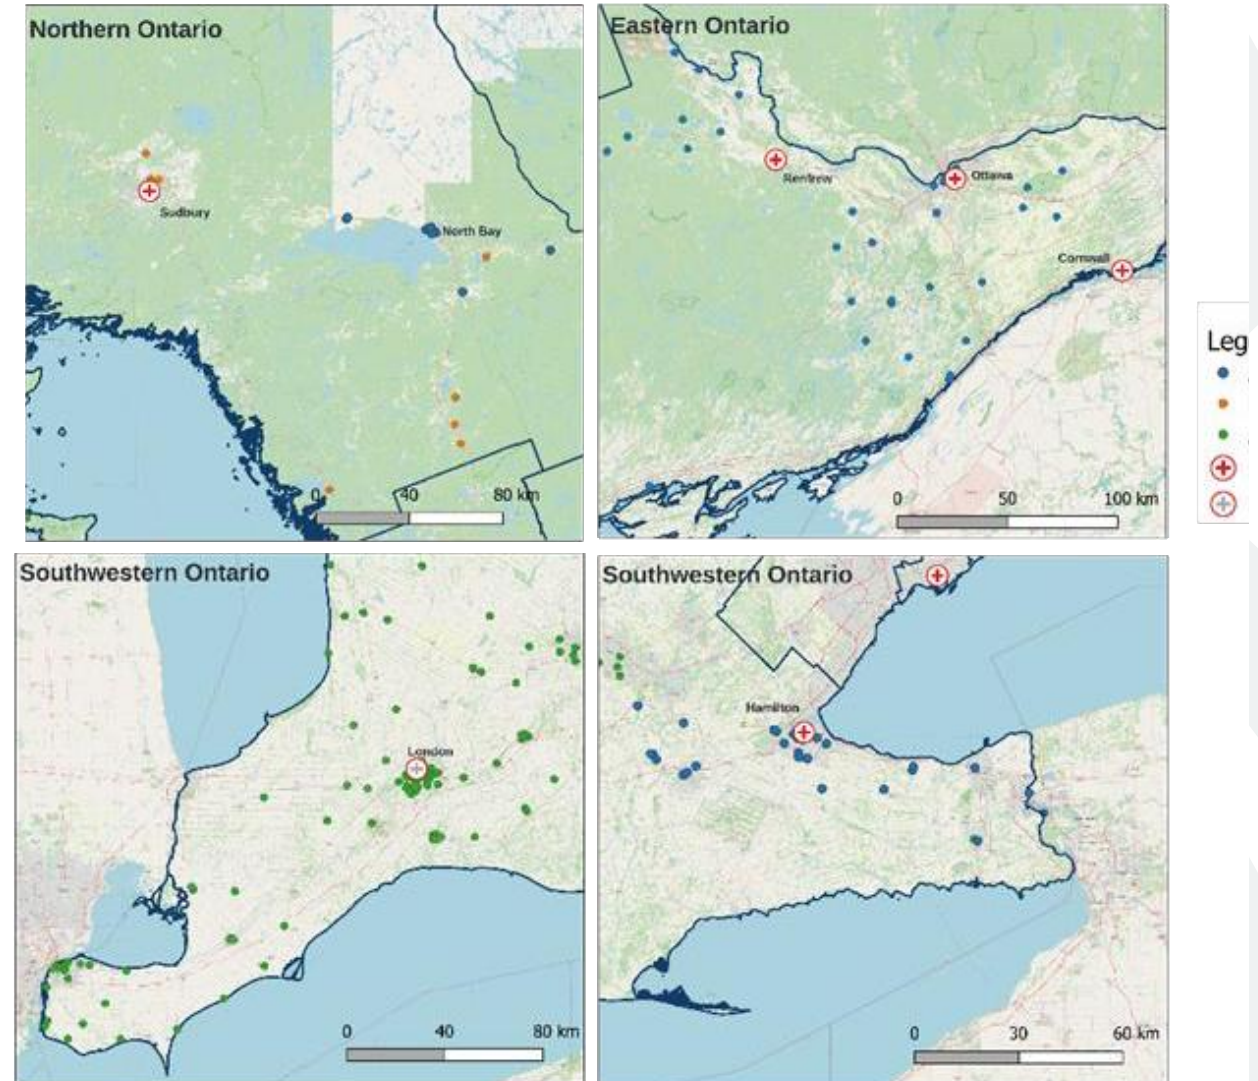 Northern Ontario
Sudbury
North Bay
0 40 80 km
Eastern Ontario
Renfrew
Ottawa
Cornwall
0 50 100 km
Leg
Southwestern Ontario
London
0 40 80 km
Southwestern Ontario
Hamilton
0 30 60 km